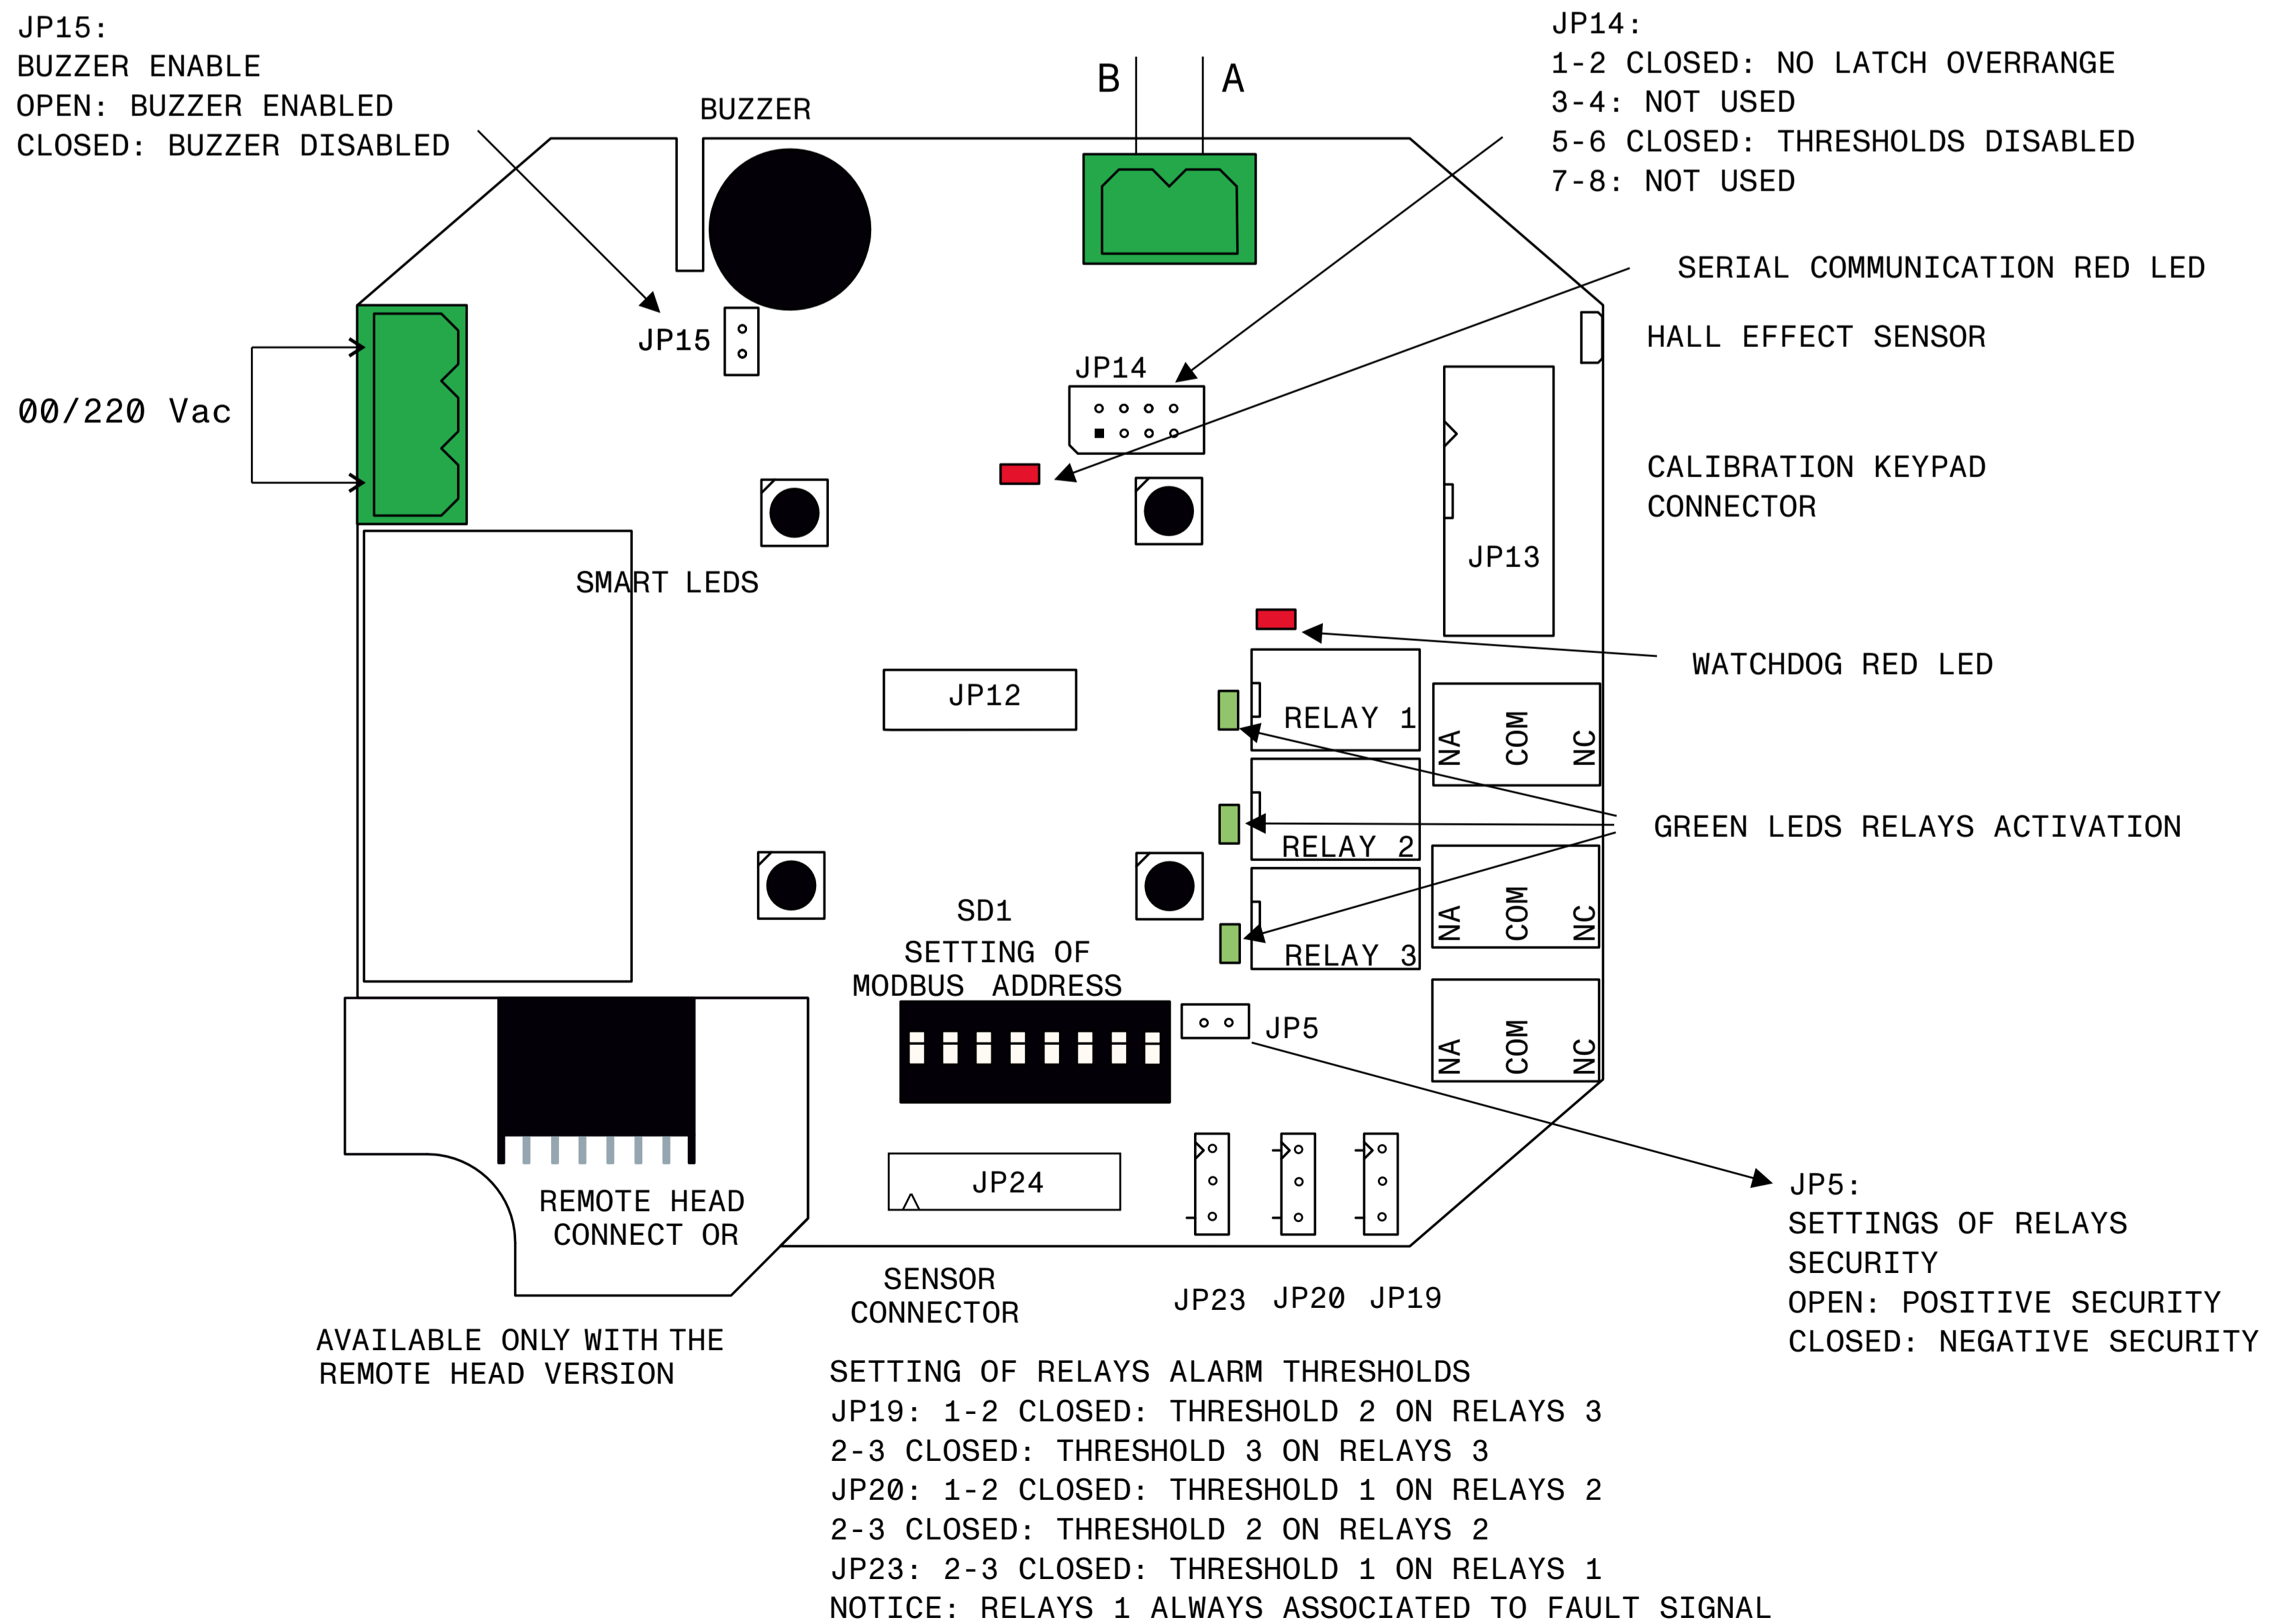 JP15:
BUZZER ENABLE
OPEN: BUZZER ENABLED
CLOSED: BUZZER DISABLED
BUZZER
B
A
JP14:
1-2 CLOSED: NO LATCH OVERRANGE
3-4: NOT USED
5-6 CLOSED: THRESHOLDS DISABLED
7-8: NOT USED
SERIAL COMMUNICATION RED LED
HALL EFFECT SENSOR
JP15
JP14
00/220 Vac
CALIBRATION KEYPAD
CONNECTOR
JP13
SMART LEDS
WATCHDOG RED LED
JP12
RELAY 1
NA COM NC
GREEN LEDS RELAYS ACTIVATION
RELAY 2
NA COM NC
SD1
SETTING OF
MODBUS ADDRESS
RELAY 3
JP5
NA COM NC
JP24
REMOTE HEAD
CONNECT OR
JP5:
SETTINGS OF RELAYS
SECURITY
OPEN: POSITIVE SECURITY
CLOSED: NEGATIVE SECURITY
SENSOR
CONNECTOR
JP23 JP20 JP19
AVAILABLE ONLY WITH THE
REMOTE HEAD VERSION
SETTING OF RELAYS ALARM THRESHOLDS
JP19: 1-2 CLOSED: THRESHOLD 2 ON RELAYS 3
2-3 CLOSED: THRESHOLD 3 ON RELAYS 3
JP20: 1-2 CLOSED: THRESHOLD 1 ON RELAYS 2
2-3 CLOSED: THRESHOLD 2 ON RELAYS 2
JP23: 2-3 CLOSED: THRESHOLD 1 ON RELAYS 1
NOTICE: RELAYS 1 ALWAYS ASSOCIATED TO FAULT SIGNAL